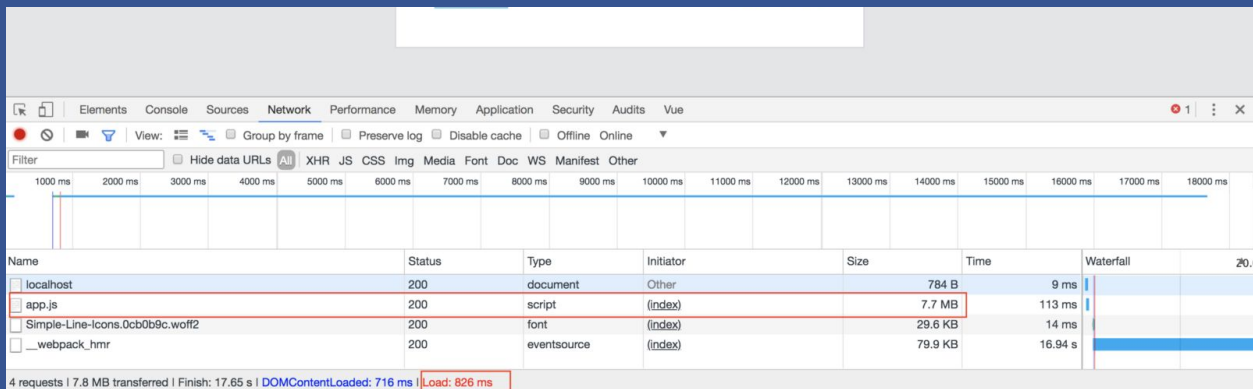 Elements Console Sources Network Performance Memory Application Security Audits Vue 1
View: Group by frame Preserve log Disable cache Offline Online
Filter Hide data URLs All XHR JS CSS Img Media Font Doc WS Manifest Other
1000 ms 2000 ms 3000 ms 4000 ms 5000 ms 6000 ms 7000 ms 8000 ms 9000 ms 10000 ms 11000 ms 12000 ms 13000 ms 14000 ms 15000 ms 16000 ms 17000 ms 18000 ms
Name Status Type Initiator Size Time Waterfall
localhost 200 document Other 784 B 9 ms
app.js 200 script (index) 7.7 MB 113 ms
Simple-Line-Icons.0cb0b9c.woff2 200 font (index) 29.6 KB 14 ms
__webpack_hmr 200 eventsource (index) 79.9 KB 16.94 s
4 requests | 7.8 MB transferred | Finish: 17.65 s | DOMContentLoaded: 716 ms | Load: 826 ms